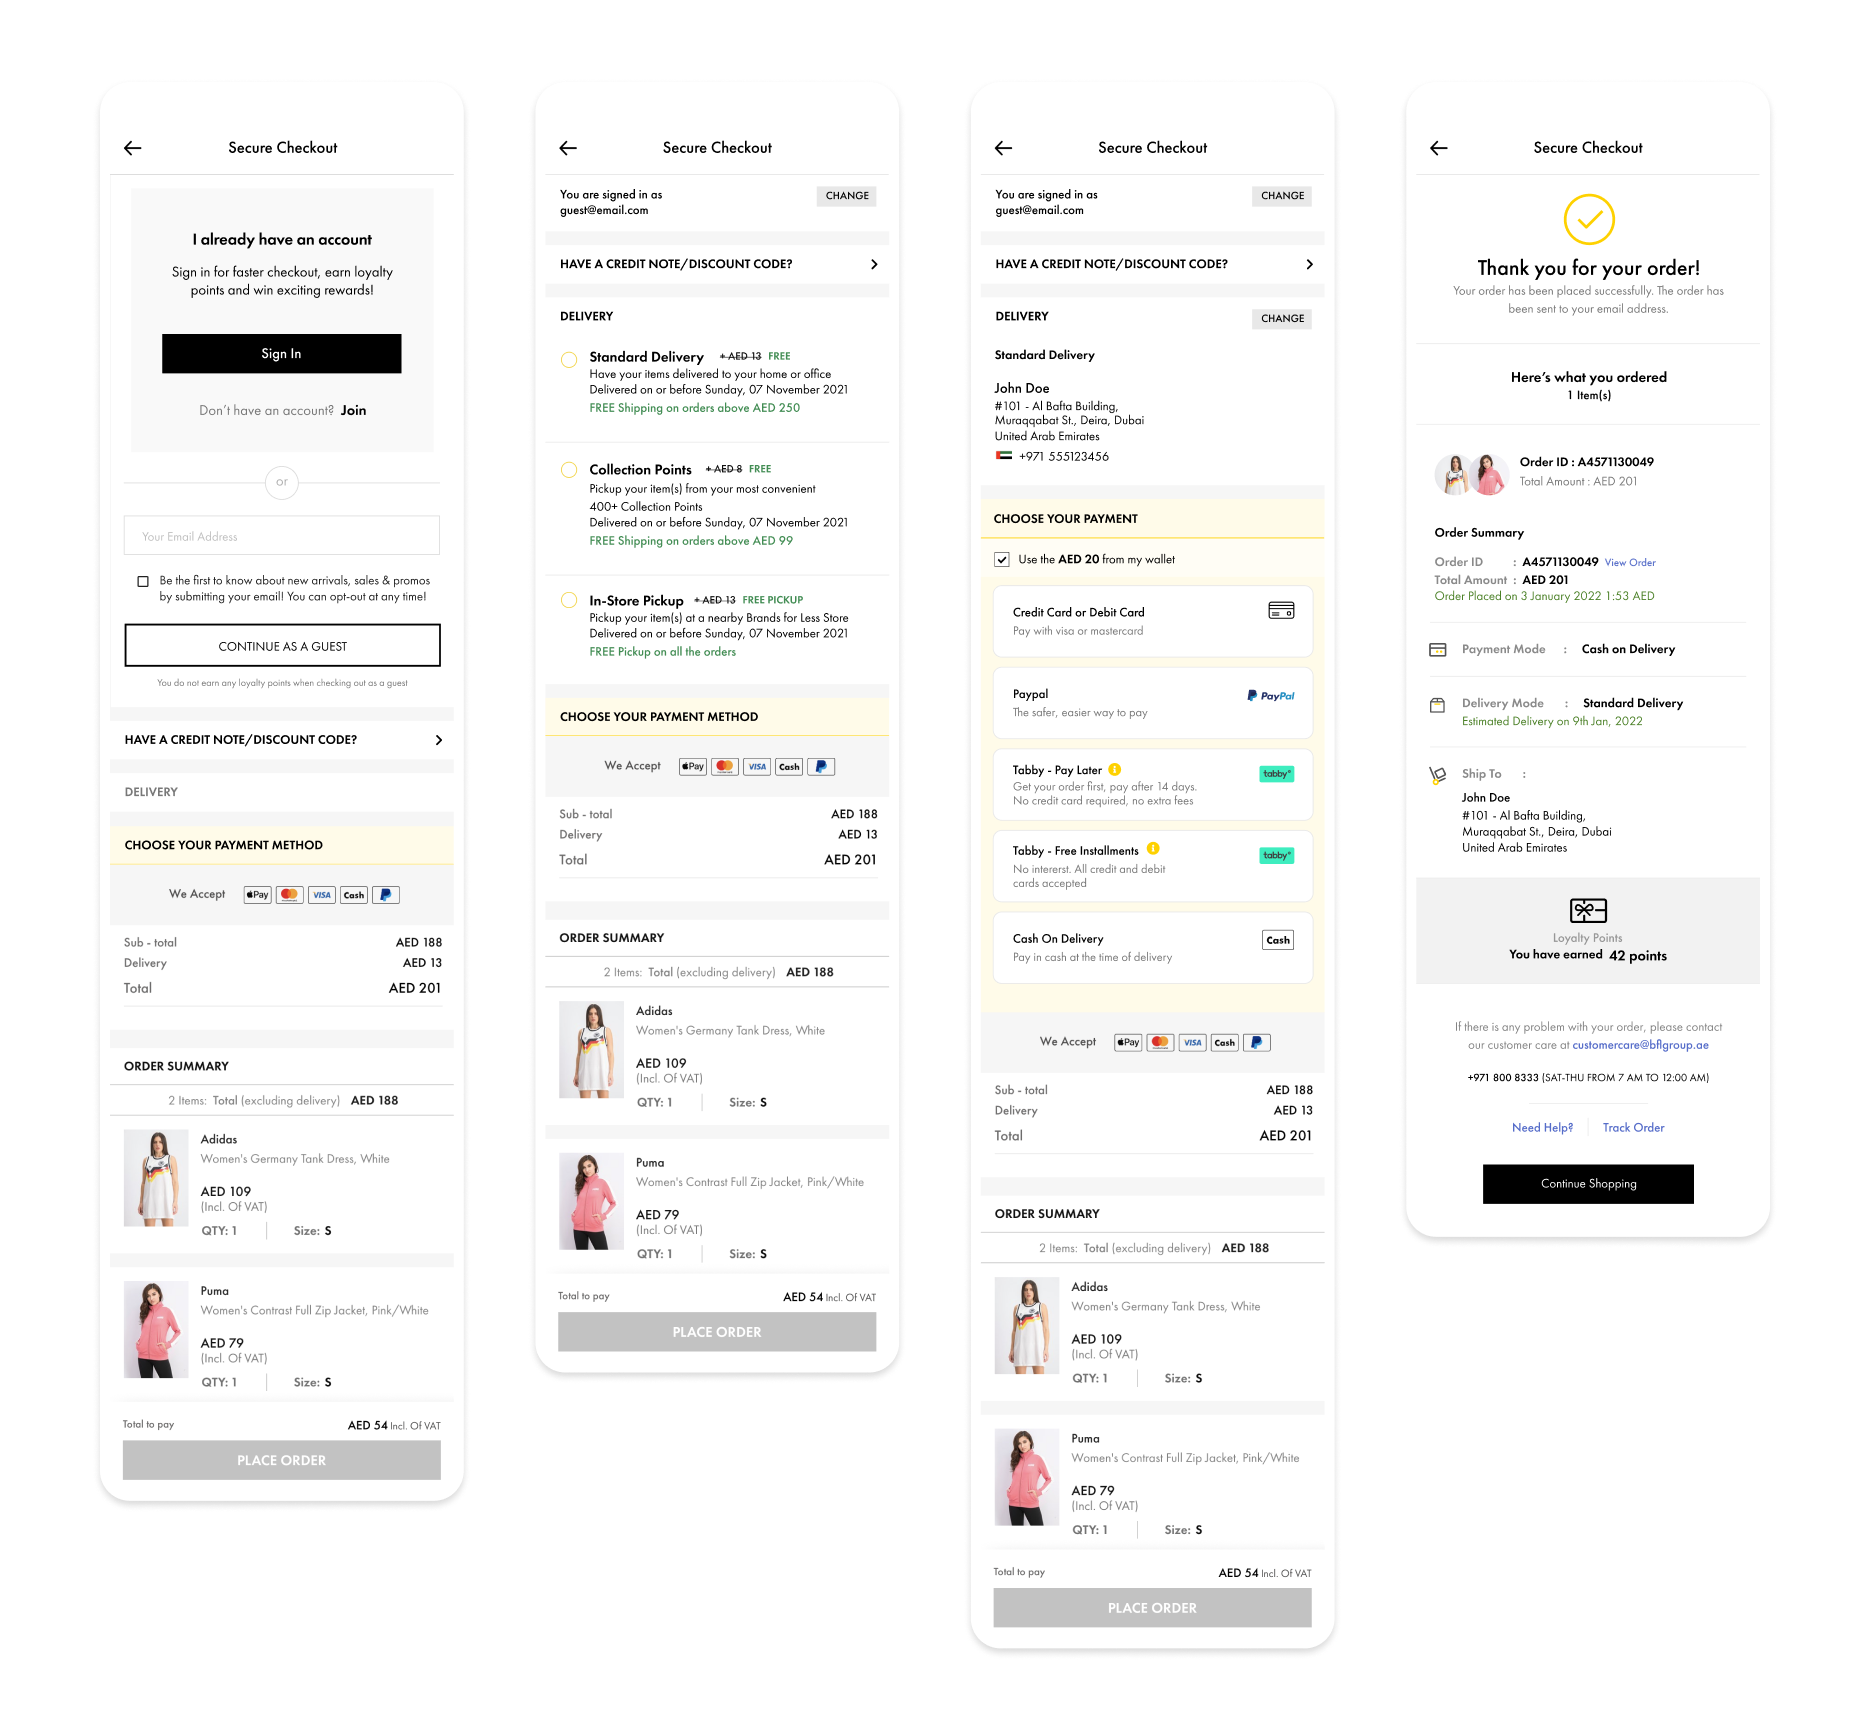 Secure Checkout
I already have an account
Sign in for faster checkout, earn loyalty
points and win exciting rewards!
Sign In
Don't have an account? Join
or
Your Email Address
Be the first to know about new arrivals, sales & promos
by submitting your email! You can opt-out at any time!
CONTINUE AS A GUEST
You do not earn any loyalty points when checking out as a guest
HAVE A CREDIT NOTE/DISCOUNT CODE?
DELIVERY
CHOOSE YOUR PAYMENT METHOD
We Accept Pay VISA Cash
Sub - total AED 188
Delivery AED 13
Total AED 201
ORDER SUMMARY
2 Items: Total (excluding delivery) AED 188
Adidas
Women's Germany Tank Dress, White
AED 109
(Incl. Of VAT)
QTY: 1 Size: S
Puma
Women's Contrast Full Zip Jacket, Pink/White
AED 79
(Incl. Of VAT)
QTY: 1 Size: S
Total to pay AED 54 Incl. Of VAT
PLACE ORDER
Secure Checkout
You are signed in as
guest@email.com
CHANGE
HAVE A CREDIT NOTE/DISCOUNT CODE?
DELIVERY
Standard Delivery + AED 13 FREE
Have your items delivered to your home or office
Delivered on or before Sunday, 07 November 2021
FREE Shipping on orders above AED 250
Collection Points + AED 8 FREE
Pickup your item(s) from your most convenient
400+ Collection Points
Delivered on or before Sunday, 07 November 2021
FREE Shipping on orders above AED 99
In-Store Pickup + AED 13 FREE PICKUP
Pickup your item(s) at a nearby Brands for Less Store
Delivered on or before Sunday, 07 November 2021
FREE Pickup on all the orders
CHOOSE YOUR PAYMENT METHOD
We Accept Pay VISA Cash
Sub - total AED 188
Delivery AED 13
Total AED 201
ORDER SUMMARY
2 Items: Total (excluding delivery) AED 188
Adidas
Women's Germany Tank Dress, White
AED 109
(Incl. Of VAT)
QTY: 1 Size: S
Puma
Women's Contrast Full Zip Jacket, Pink/White
AED 79
(Incl. Of VAT)
QTY: 1 Size: S
Total to pay AED 54 Incl. Of VAT
PLACE ORDER
Secure Checkout
You are signed in as
guest@email.com
CHANGE
HAVE A CREDIT NOTE/DISCOUNT CODE?
DELIVERY CHANGE
Standard Delivery
John Doe
#101 - Al Bafta Building,
Muraqqabat St., Deira, Dubai
United Arab Emirates
+971 555123456
CHOOSE YOUR PAYMENT
Use the AED 20 from my wallet
Credit Card or Debit Card
Pay with visa or mastercard
Paypal PayPal
The safer, easier way to pay
Tabby - Pay Later tabby
Get your order first, pay after 14 days.
No credit card required, no extra fees
Tabby - Free Installments tabby
No intererst. All credit and debit
cards accepted
Cash On Delivery Cash
Pay in cash at the time of delivery
We Accept Pay VISA Cash
Sub - total AED 188
Delivery AED 13
Total AED 201
ORDER SUMMARY
2 Items: Total (excluding delivery) AED 188
Adidas
Women's Germany Tank Dress, White
AED 109
(Incl. Of VAT)
QTY: 1 Size: S
Puma
Women's Contrast Full Zip Jacket, Pink/White
AED 79
(Incl. Of VAT)
QTY: 1 Size: S
Total to pay AED 54 Incl. Of VAT
PLACE ORDER
Secure Checkout
Thank you for your order!
Your order has been placed successfully. The order has
been sent to your email address.
Here's what you ordered
1 Item(s)
Order ID : A4571130049
Total Amount : AED 201
Order Summary
Order ID : A4571130049 View Order
Total Amount : AED 201
Order Placed on 3 January 2022 1:53 AED
Payment Mode : Cash on Delivery
Delivery Mode : Standard Delivery
Estimated Delivery on 9th Jan, 2022
Ship To :
John Doe
#101 - Al Bafta Building,
Muraqqabat St., Deira, Dubai
United Arab Emirates
Loyalty Points
You have earned 42 points
If there is any problem with your order, please contact
our customer care at customercare@bflgroup.ae
+971 800 8333 (SAT-THU FROM 7 AM TO 12:00 AM)
Need Help? Track Order
Continue Shopping